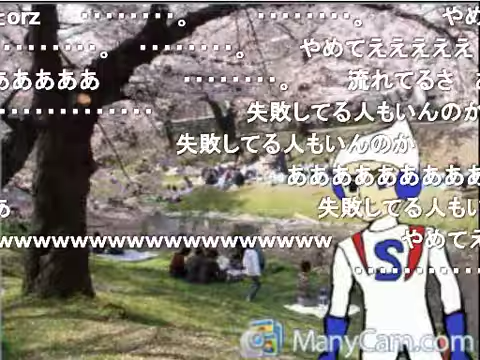 orz ・・・・・・・・。 ・・・・・・・・。 やめ
・・・・・・・・。 ・・・・・・・・。 やめてえええええ
あああああ ・・・・・・・・。 流れてるさ
・・・・・・・・・・・・ 失敗してる人もいんのか
失敗してる人もいんのか
あああああああああ
あ 失敗してる人もい
wwwwwwwwwwwwwwwwwwww やめてえ
・・・・・・・・・・
S
ManyCam.com